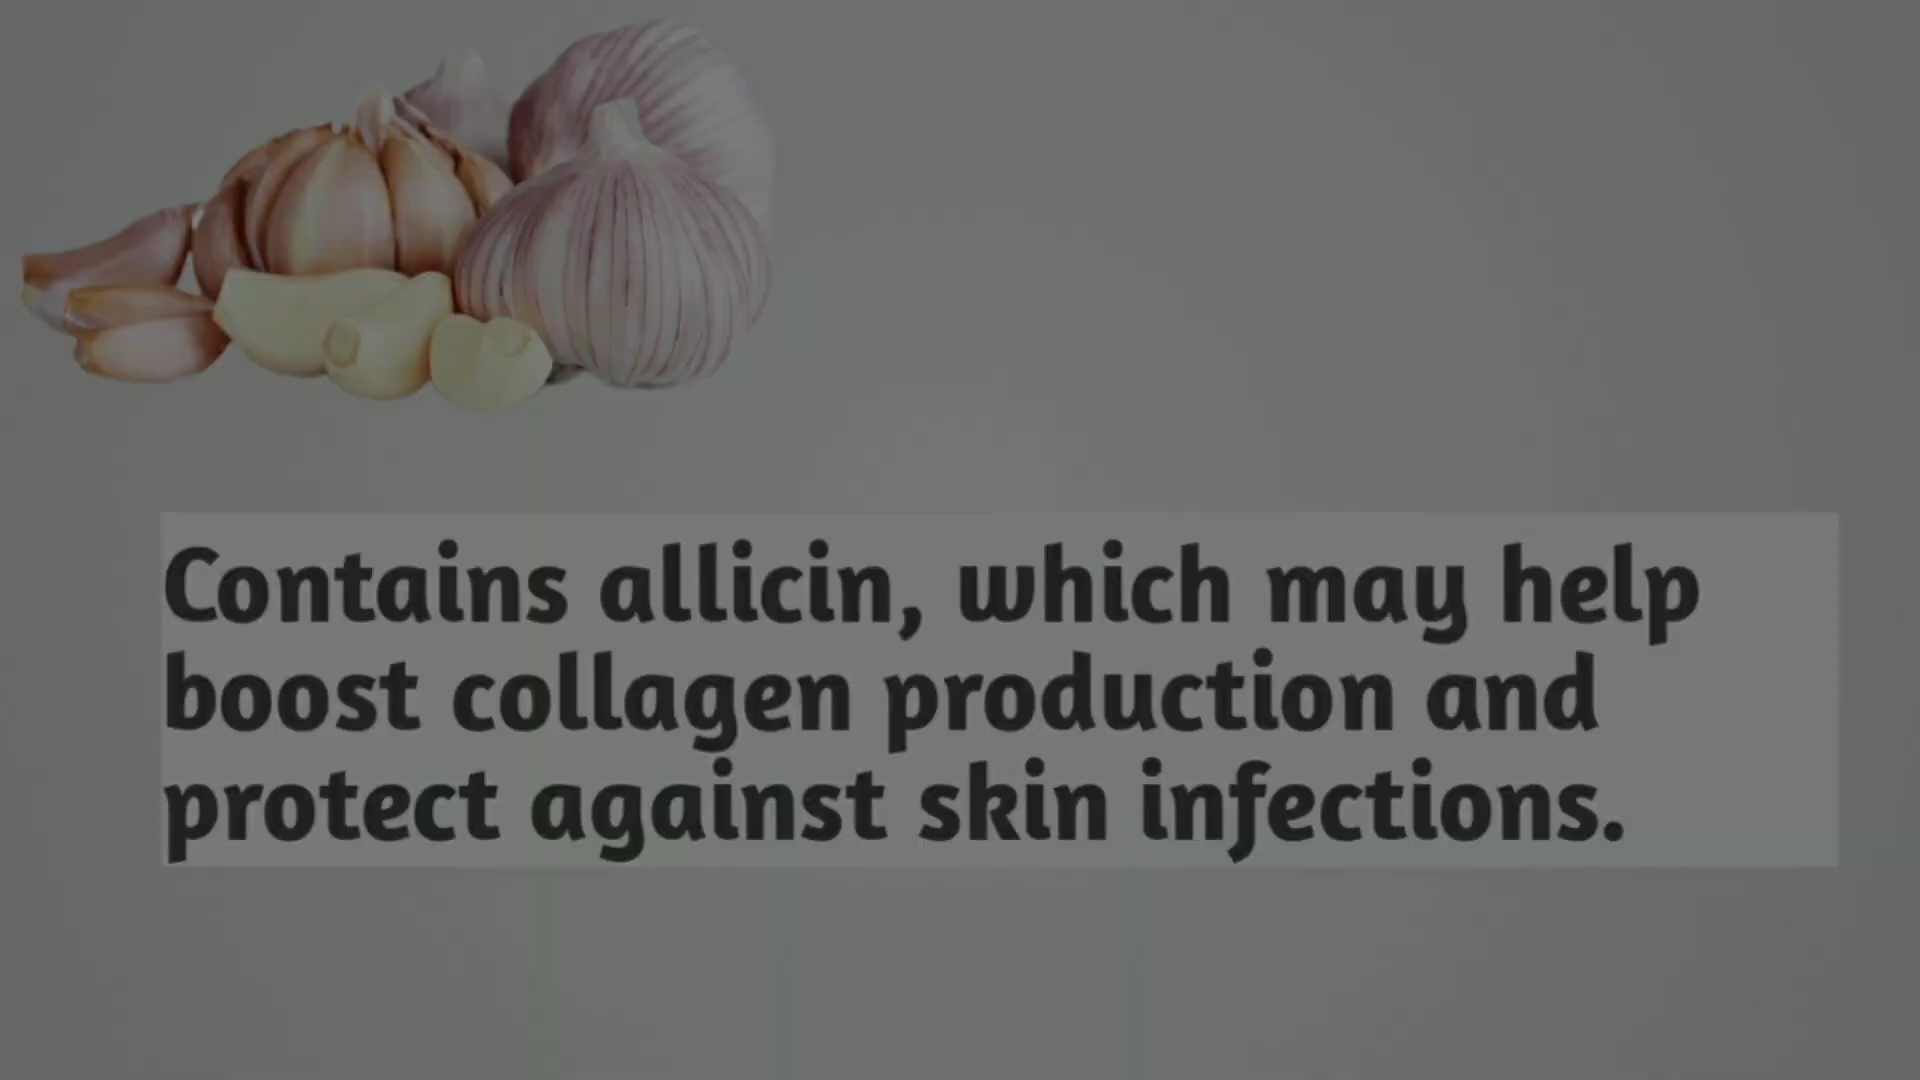 Contains allicin, which may help
boost collagen production and
protect against skin infections.